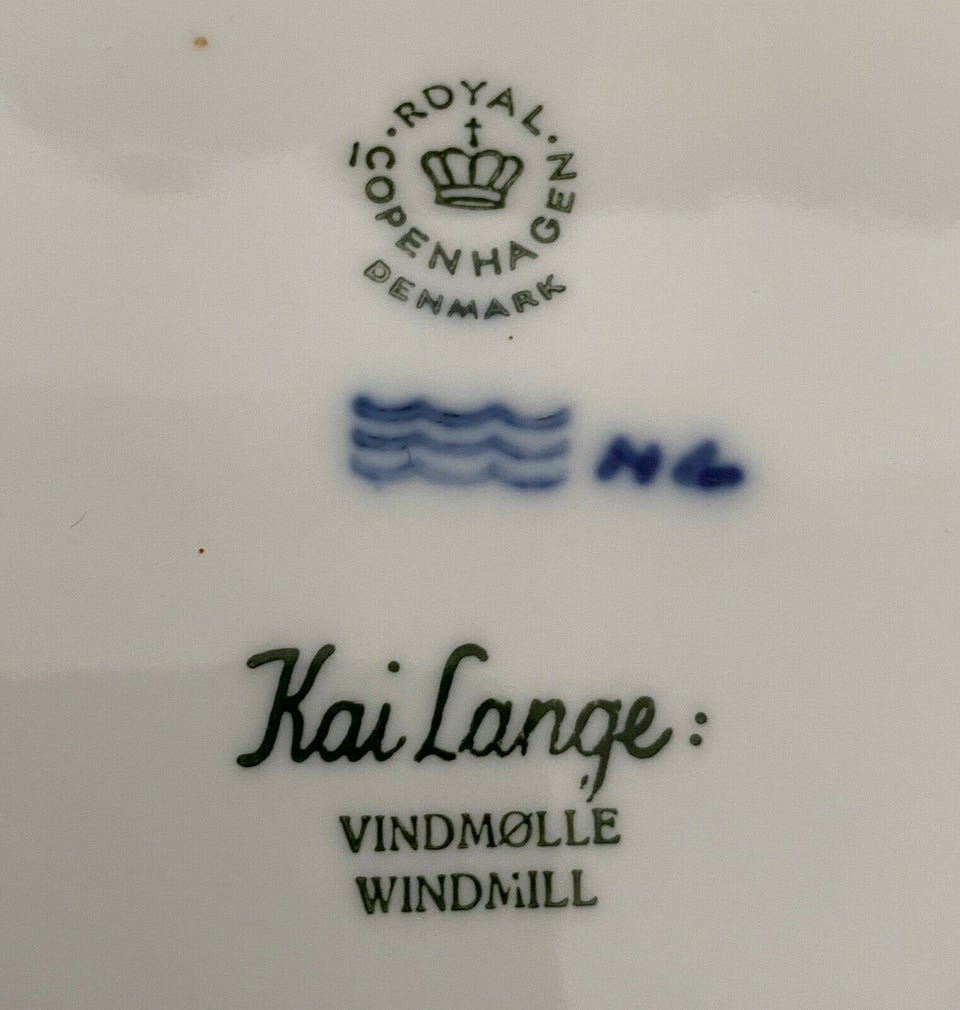 · ROYAL ·
COPENHAGEN
DENMARK
Kai Lange :
VINDMØLLE
WINDMILL